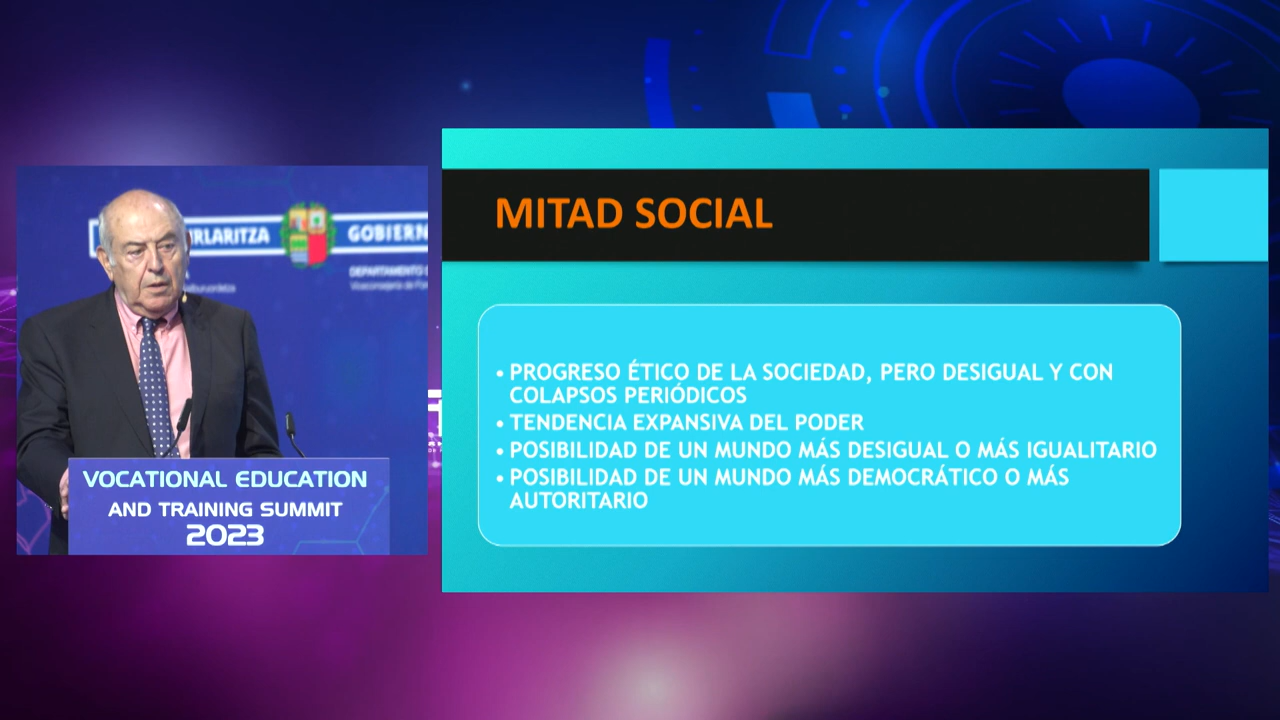 MITAD SOCIAL
• PROGRESO ÉTICO DE LA SOCIEDAD, PERO DESIGUAL Y CON
COLAPSOS PERIÓDICOS
• TENDENCIA EXPANSIVA DEL PODER
• POSIBILIDAD DE UN MUNDO MÁS DESIGUAL O MÁS IGUALITARIO
• POSIBILIDAD DE UN MUNDO MÁS DEMOCRÁTICO O MÁS
AUTORITARIO
VOCATIONAL EDUCATION
AND TRAINING SUMMIT
2023